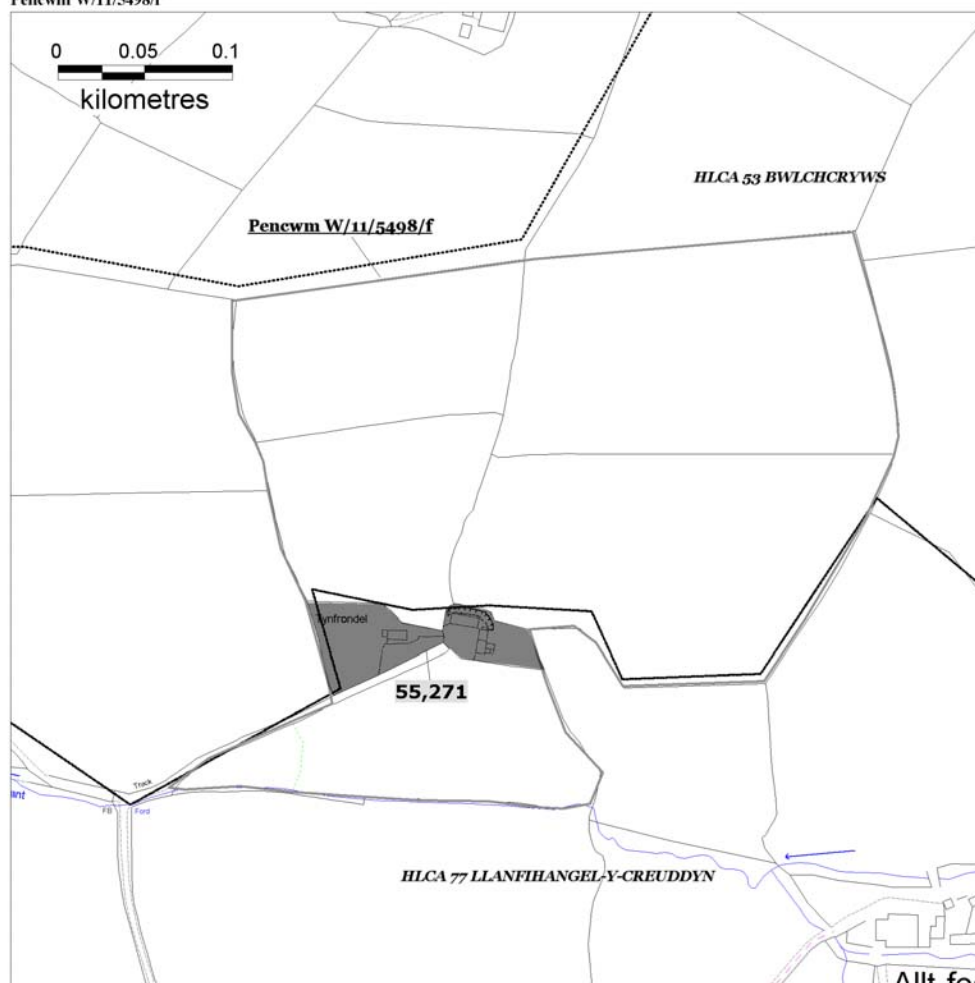 Pencwm W/11/5498/f
0 0.05 0.1
kilometres
HLCA 53 BWLCHCRYWS
Pencwm W/11/5498/f
Tynfrondel
55,271
Track
FB
Ford
HLCA 77 LLANFIHANGEL-Y-CREUDDYN